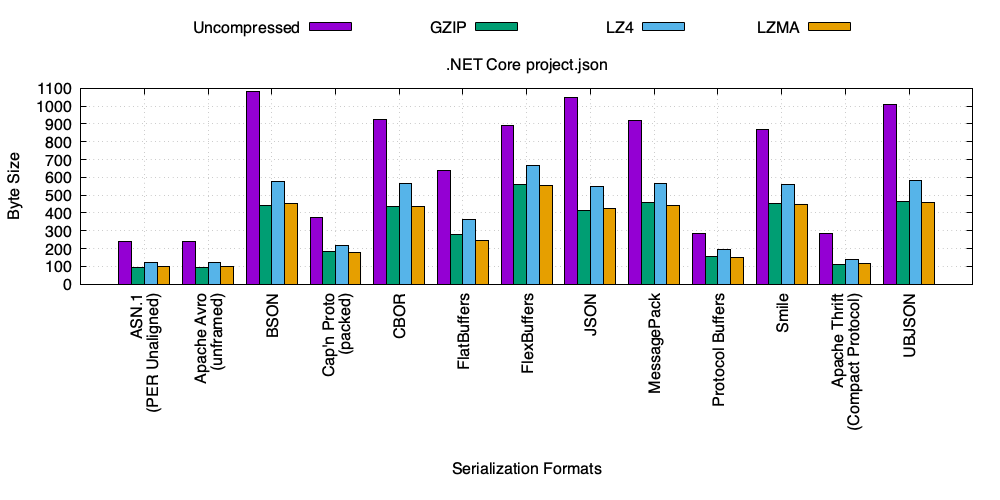 Uncompressed GZIP LZ4 LZMA
.NET Core project.json
1100
1000
900
800
700
600
500
400
300
200
100
0
Byte Size
ASN.1
(PER Unaligned)
Apache Avro
(unframed)
BSON
Cap'n Proto
(packed)
CBOR
FlatBuffers
FlexBuffers
JSON
MessagePack
Protocol Buffers
Smile
Apache Thrift
(Compact Protocol)
UBJSON
Serialization Formats